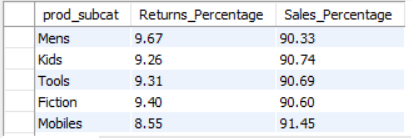 prod_subcat Returns_Percentage Sales_Percentage
Mens 9.67 90.33
Kids 9.26 90.74
Tools 9.31 90.69
Fiction 9.40 90.60
Mobiles 8.55 91.45